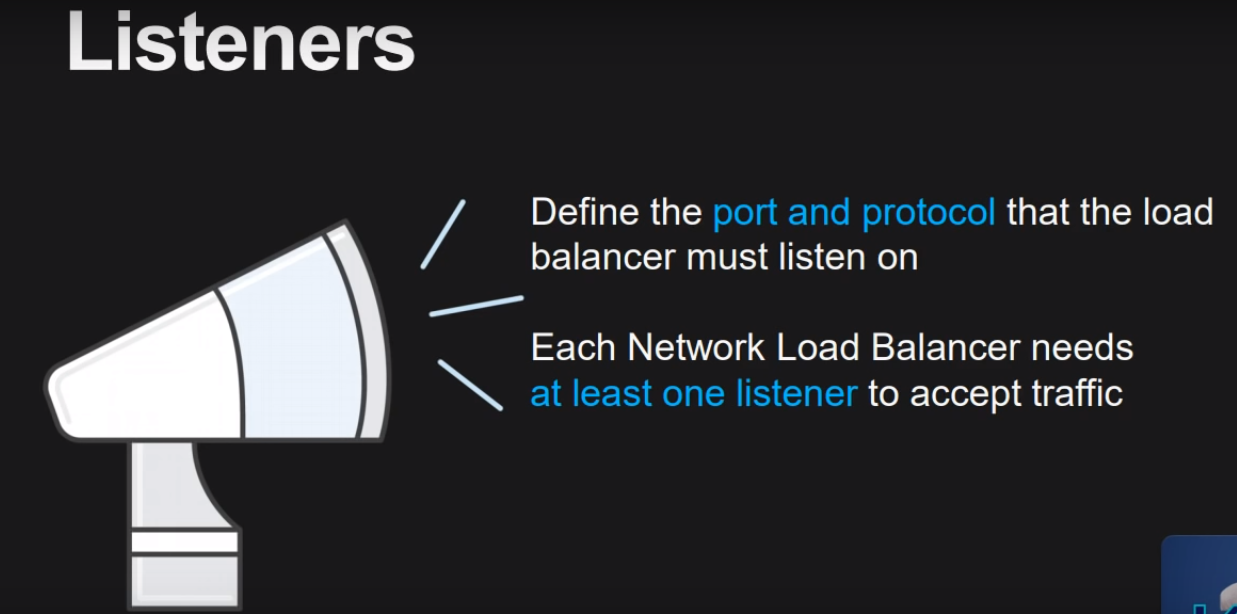 Listeners
Define the port and protocol that the load
balancer must listen on
Each Network Load Balancer needs
at least one listener to accept traffic